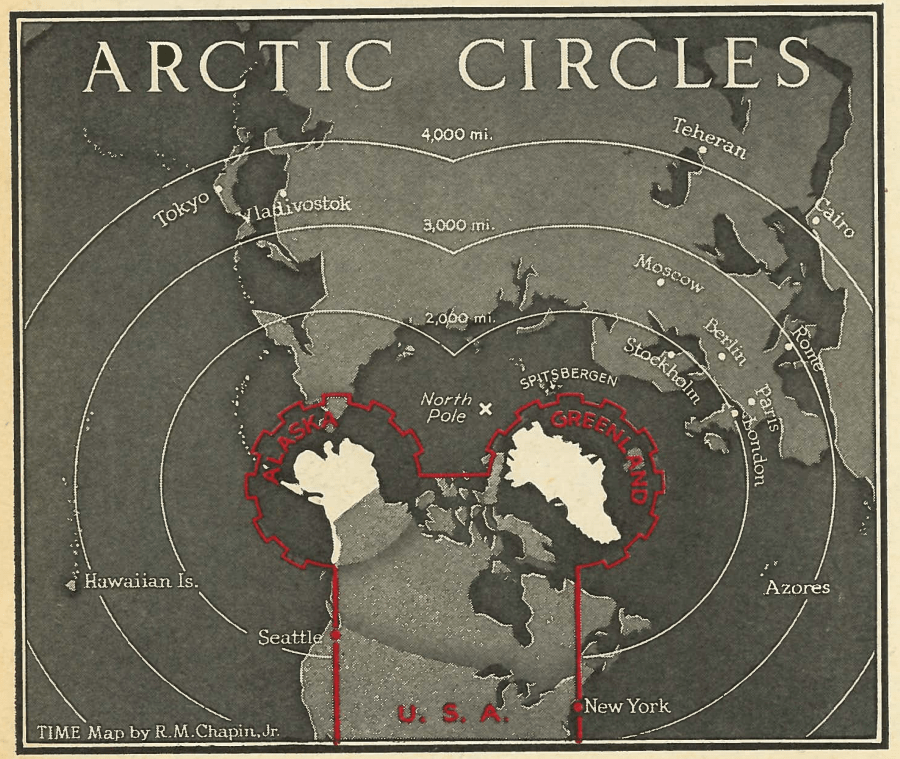 ARCTIC CIRCLES
4,000 mi.
Teheran
Tokyo
Vladivostok
Cairo
3,000 mi.
Moscow
2,000 mi.
Berlin
Rome
Stockholm
SPITSBERGEN
North
Pole
Paris
London
ALASKA
GREENLAND
Hawaiian Is.
Azores
Seattle
New York
U. S. A.
TIME Map by R.M.Chapin,Jr.